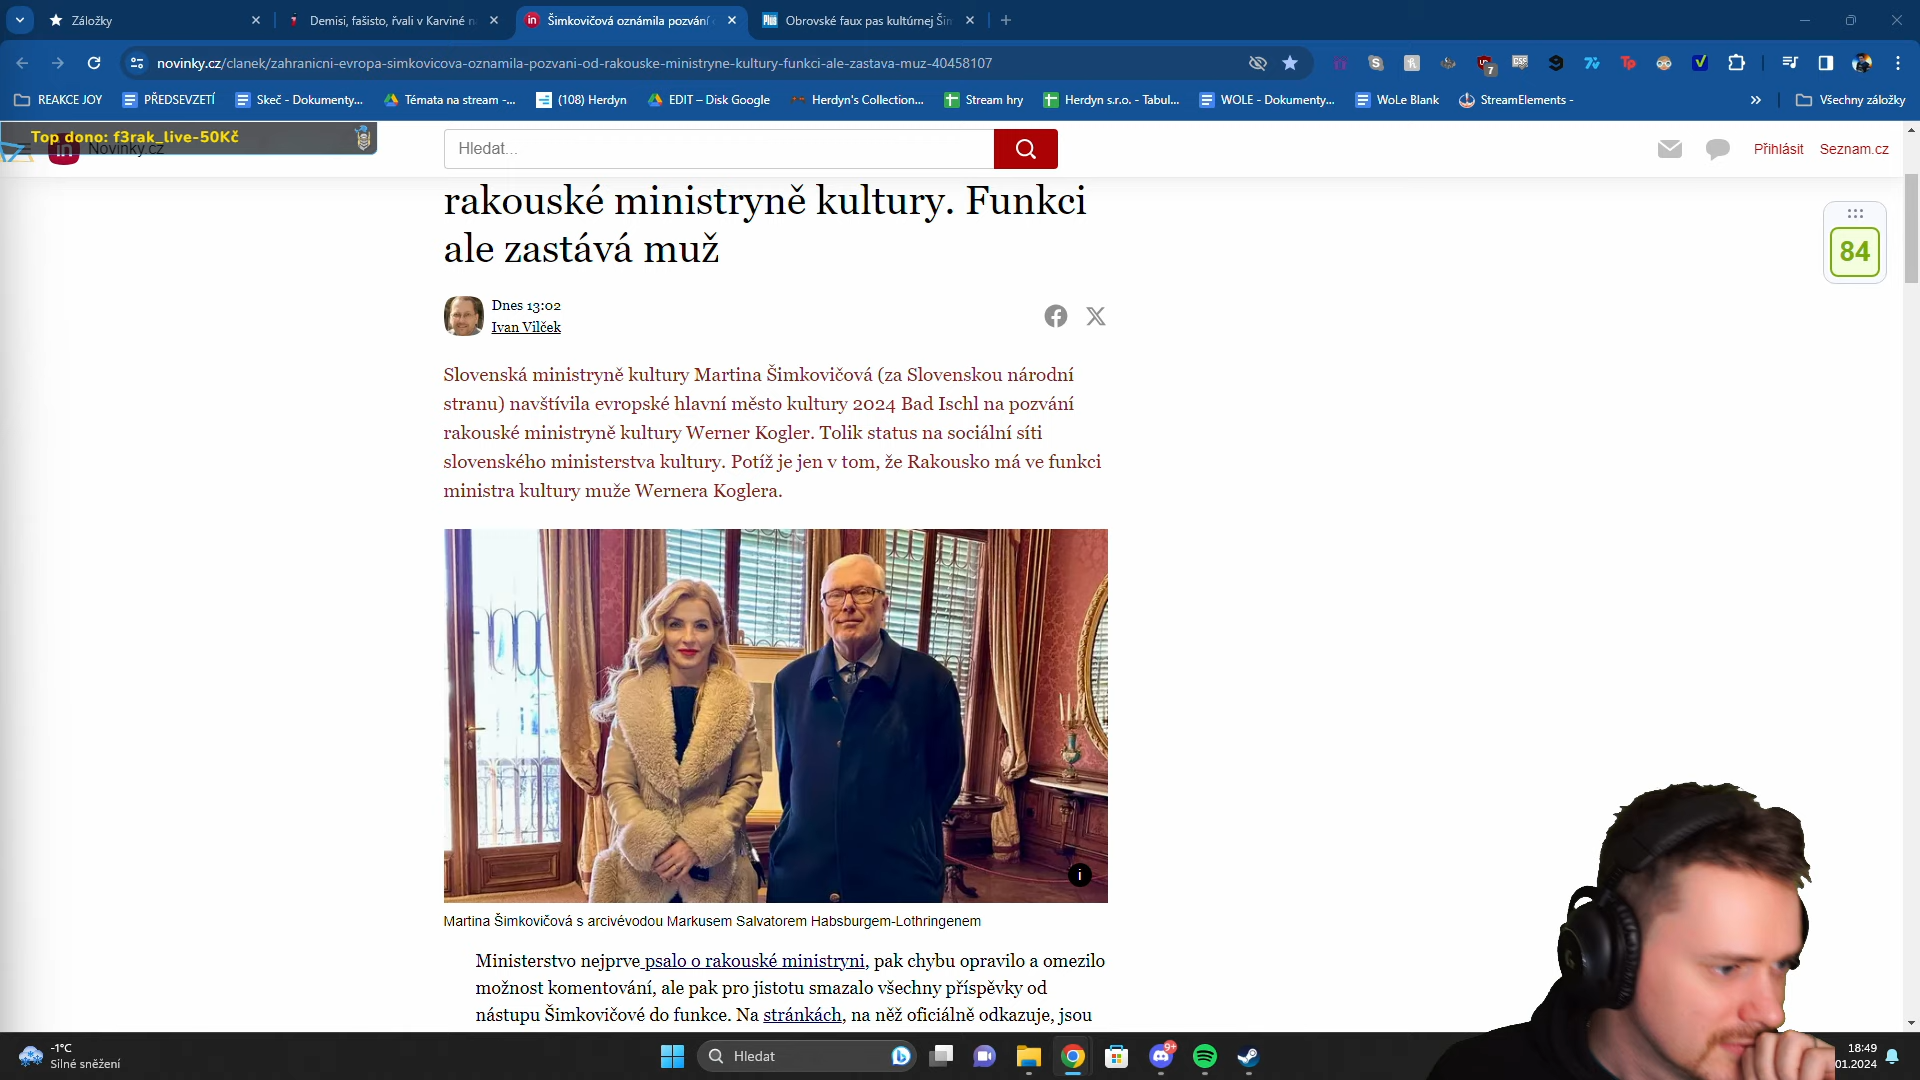 Záložky
Demisi, fašisto, řvali v Karviné n
Šimkovičová oznámila pozvání
Obrovské faux pas kultúrnej Šim
novinky.cz/clanek/zahranicni-evropa-simkovicova-oznamila-pozvani-od-rakouske-ministryne-kultury-funkci-ale-zastava-muz-40458107
REAKCE JOY
PŘEDSEVZETÍ
Skeč - Dokumenty...
Témata na stream -...
(108) Herdyn
EDIT – Disk Google
Herdyn's Collection...
Stream hry
Herdyn s.r.o. - Tabul...
WOLE - Dokumenty...
WoLe Blank
StreamElements -
Všechny záložky
Top dono: f3rak_live-50Kč
Novinky.cz
Hledat...
Přihlásit
Seznam.cz
rakouské ministryně kultury. Funkci
ale zastává muž
84
Dnes 13:02
Ivan Vilček
Slovenská ministryně kultury Martina Šimkovičová (za Slovenskou národní
stranu) navštívila evropské hlavní město kultury 2024 Bad Ischl na pozvání
rakouské ministryně kultury Werner Kogler. Tolik status na sociální síti
slovenského ministerstva kultury. Potíž je jen v tom, že Rakousko má ve funkci
ministra kultury muže Wernera Koglera.
Martina Šimkovičová s arcivévodou Markusem Salvatorem Habsburgem-Lothringenem
Ministerstvo nejprve psalo o rakouské ministryni, pak chybu opravilo a omezilo
možnost komentování, ale pak pro jistotu smazalo všechny příspěvky od
nástupu Šimkovičové do funkce. Na stránkách, na něž oficiálně odkazuje, jsou
-1°C
Silné sněžení
Hledat
9+
18:49
01.2024